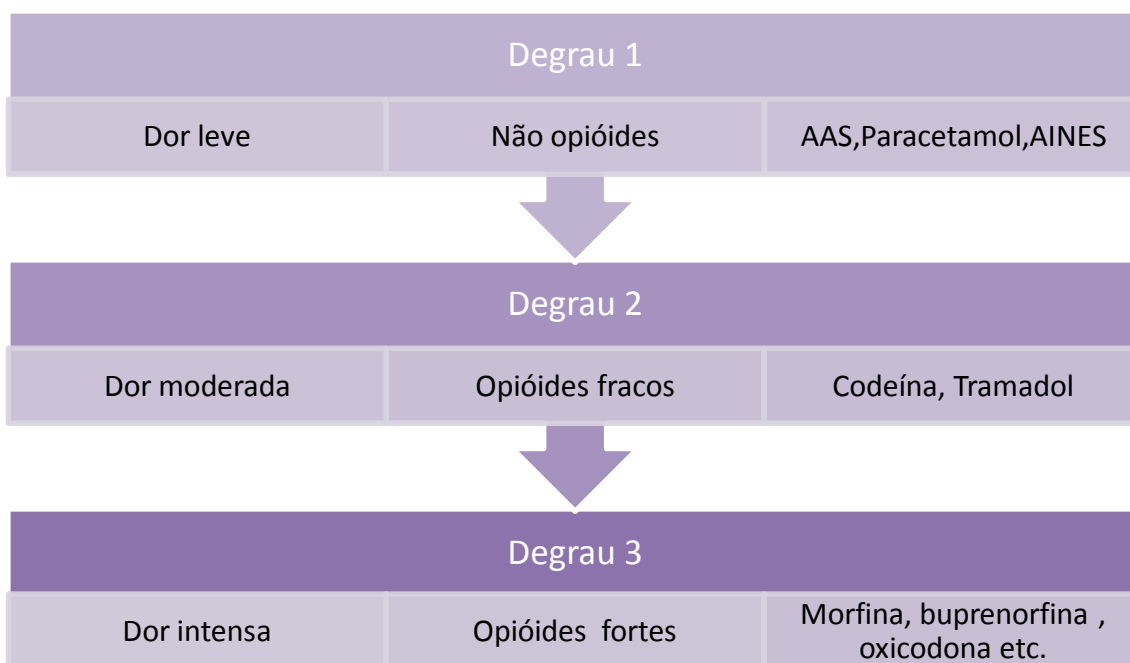 Degrau 1
Dor leve
Não opióides
AAS,Paracetamol,AINES
Degrau 2
Dor moderada
Opióides fracos
Codeína, Tramadol
Degrau 3
Dor intensa
Opióides fortes
Morfina, buprenorfina ,
oxicodona etc.